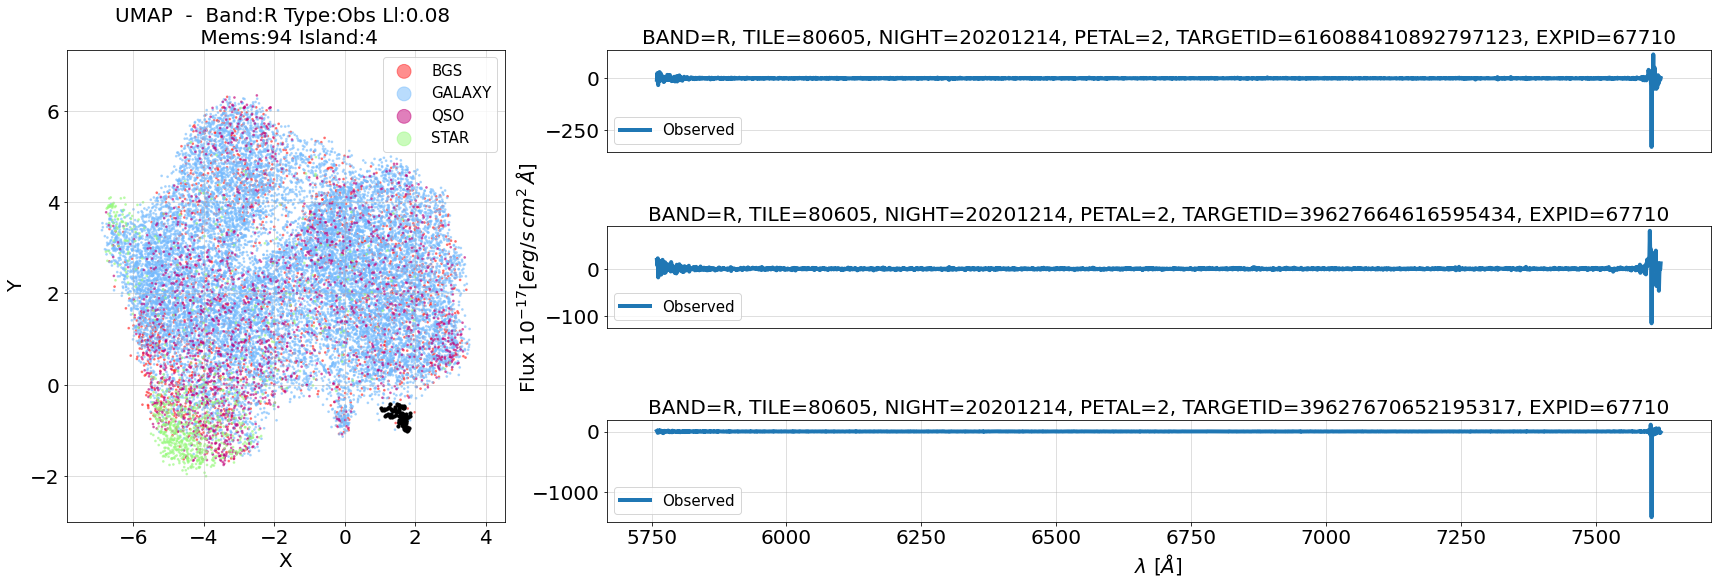 UMAP  -  Band:R Type:Obs Ll:0.08
Mems:94 Island:4
BGS
GALAXY
QSO
STAR
6
4
2
0
−2
Y
−6
−4
−2
0
2
4
X
Flux 10^{−17}[erg/s cm^2 Å]
BAND=R, TILE=80605, NIGHT=20201214, PETAL=2, TARGETID=616088410892797123, EXPID=67710
0
−250
Observed
BAND=R, TILE=80605, NIGHT=20201214, PETAL=2, TARGETID=39627664616595434, EXPID=67710
0
−100
Observed
BAND=R, TILE=80605, NIGHT=20201214, PETAL=2, TARGETID=39627670652195317, EXPID=67710
0
−1000
Observed
5750
6000
6250
6500
6750
7000
7250
7500
λ [Å]